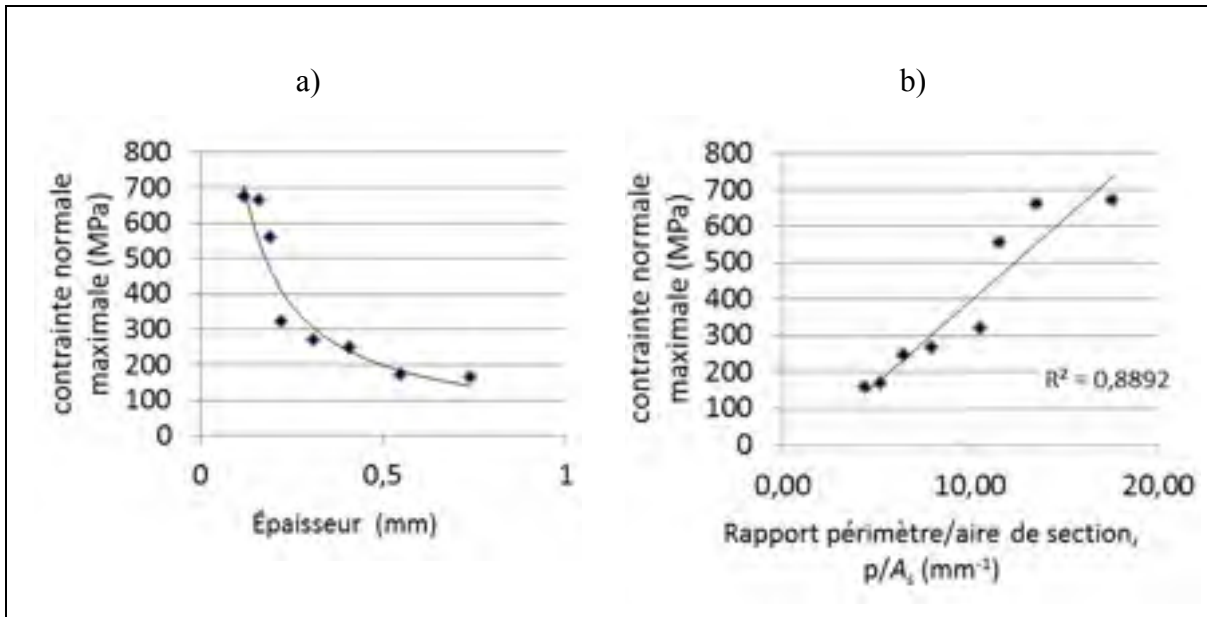 a)
contrainte normale
maximale (MPa)
800
700
600
500
400
300
200
100
0
0
0,5
1
Épaisseur (mm)
b)
contrainte normale
maximale (MPa)
800
700
600
500
400
300
200
100
0
R² = 0,8892
0,00
10,00
20,00
Rapport périmètre/aire de section,
p/Aₛ (mm⁻¹)